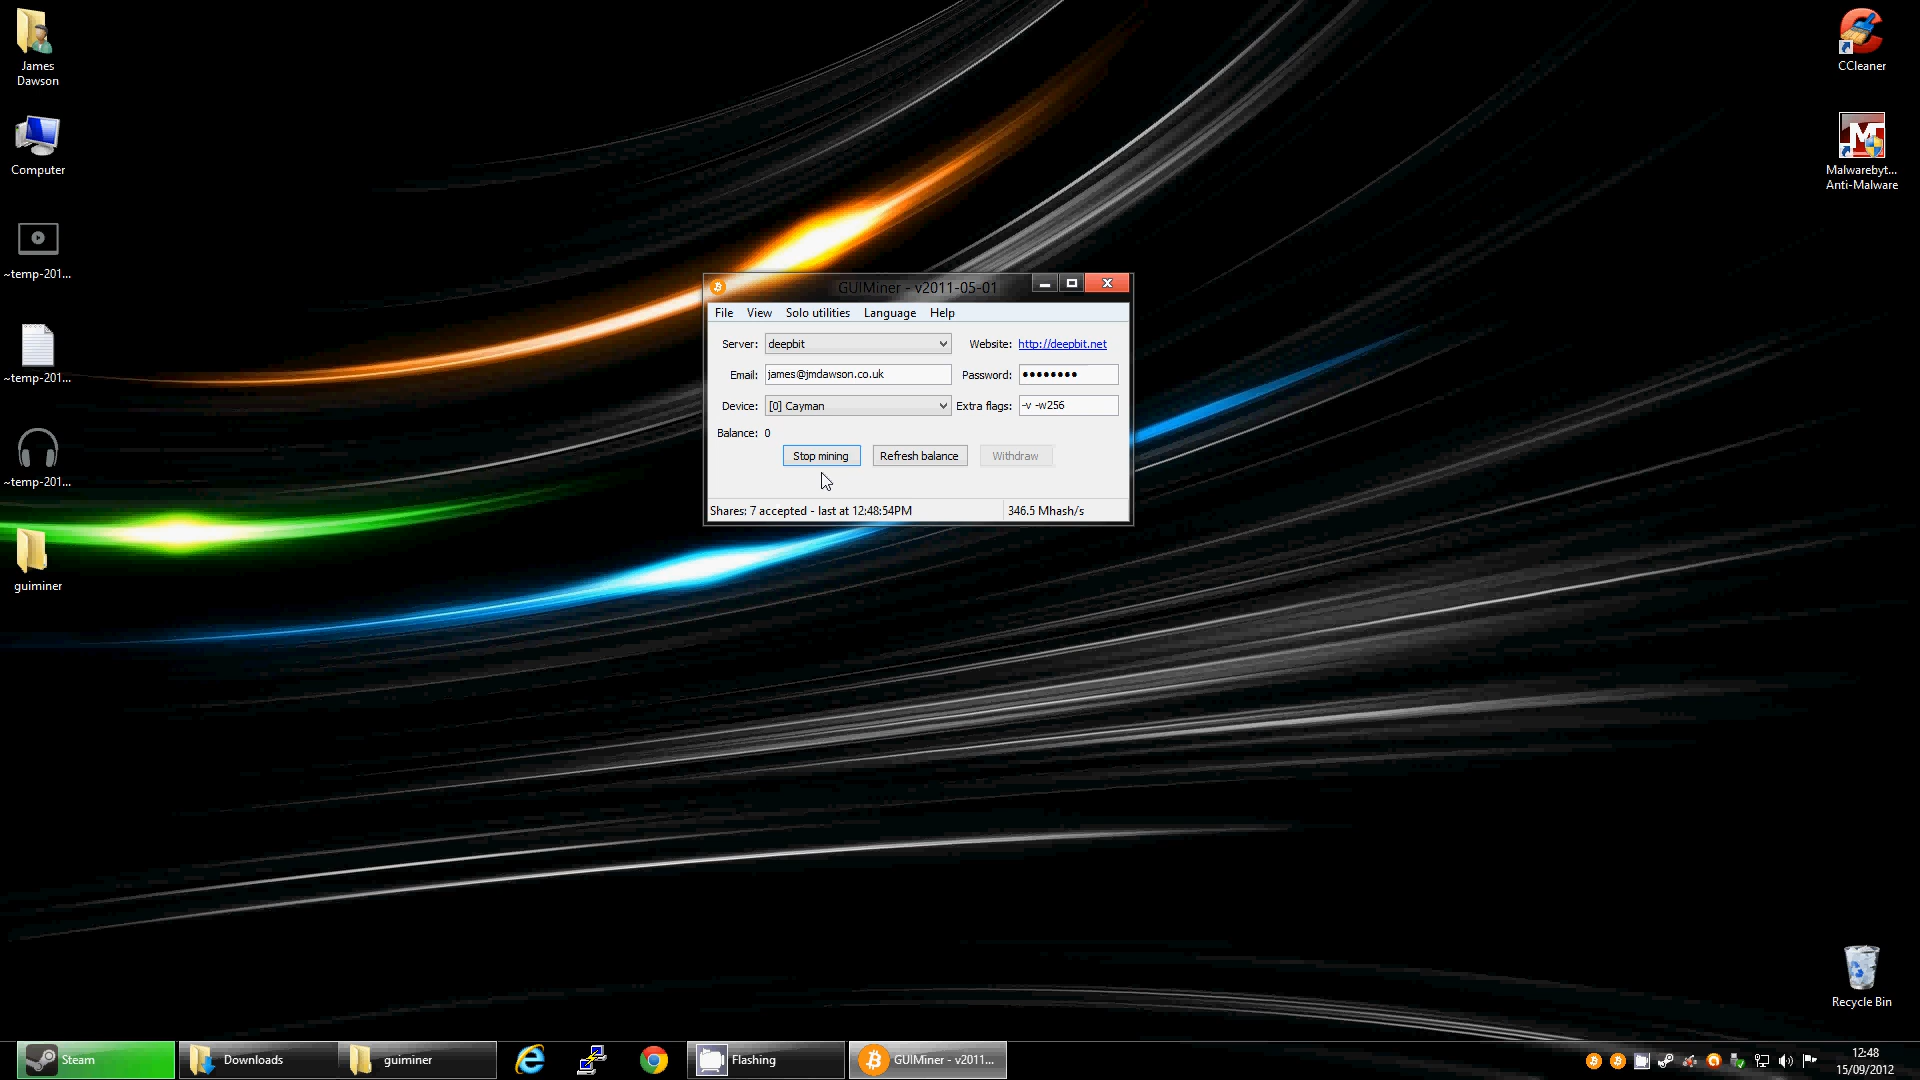 James
Dawson
Computer
~temp-201...
~temp-201...
~temp-201...
guiminer
CCleaner
Malwarebyt...
Anti-Malware
GUIMiner - v2011-05-01
File View Solo utilities Language Help
Server: deepbit Website: http://deepbit.net
Email: james@jmdawson.co.uk Password: ●●●●●●●●
Device: [0] Cayman Extra flags: -v -w256
Balance: 0
Stop mining Refresh balance Withdraw
Shares: 7 accepted - last at 12:48:54PM 346.5 Mhash/s
Recycle Bin
Steam Downloads guiminer Flashing GUIMiner - v2011...
12:48
15/09/2012